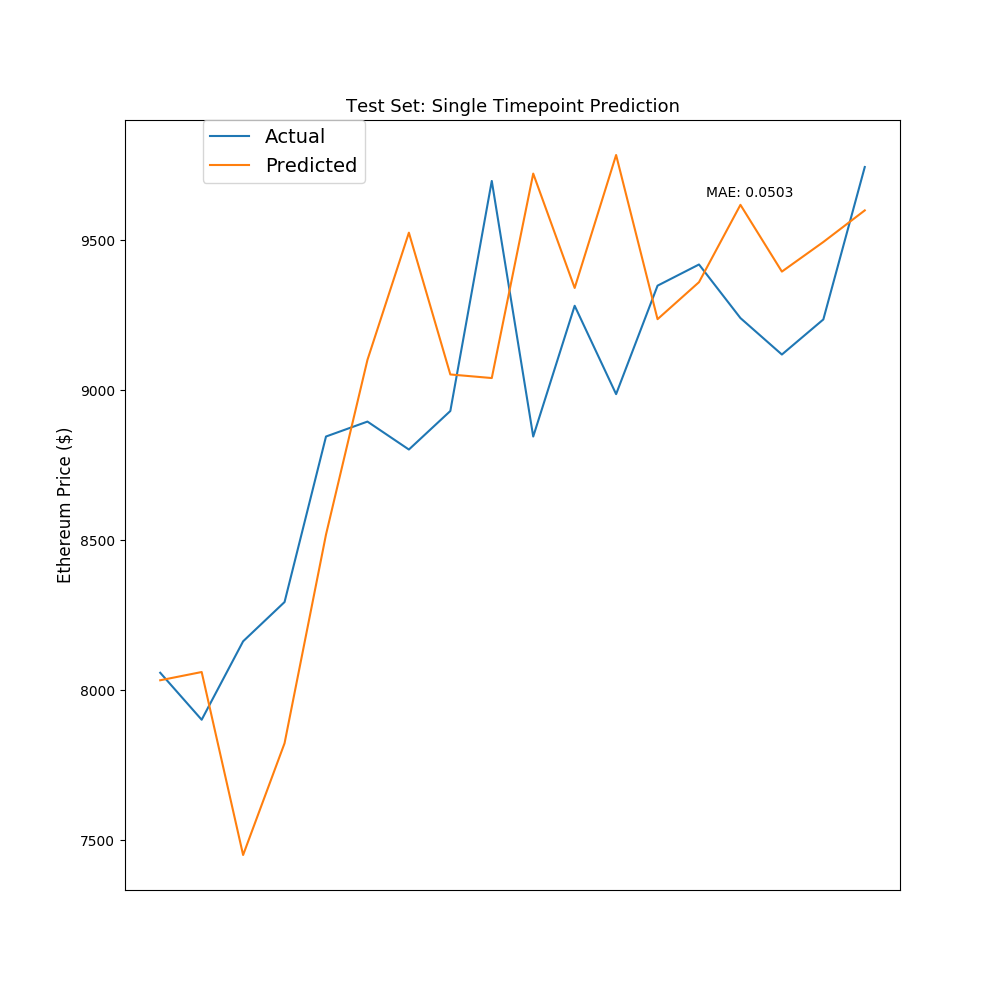 Test Set: Single Timepoint Prediction
Actual
Predicted
MAE: 0.0503
Ethereum Price ($)
9500
9000
8500
8000
7500